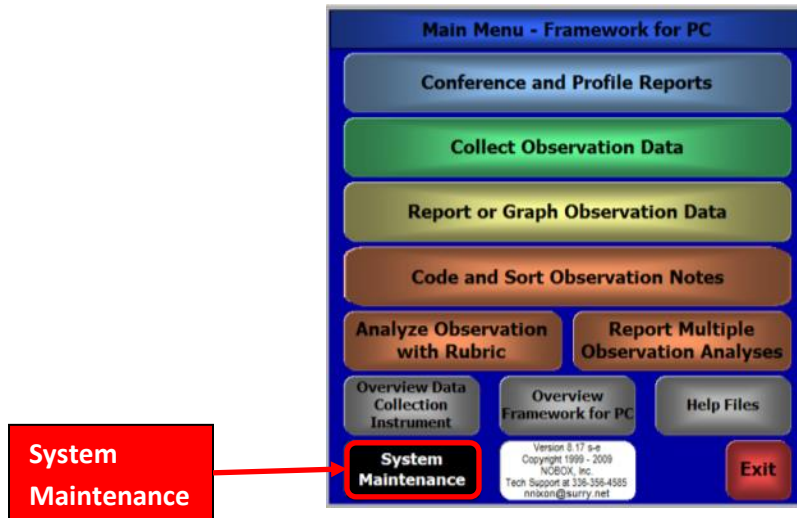 Main Menu - Framework for PC
Conference and Profile Reports
Collect Observation Data
Report or Graph Observation Data
Code and Sort Observation Notes
Analyze Observation
with Rubric
Report Multiple
Observation Analyses
Overview Data
Collection
Instrument
Overview
Framework for PC
Help Files
System
Maintenance
System
Maintenance
Version 8.17 s-e
Copyright 1999 - 2009
NOBOX, Inc.
Tech Support at 336-356-4585
nnixon@surry.net
Exit